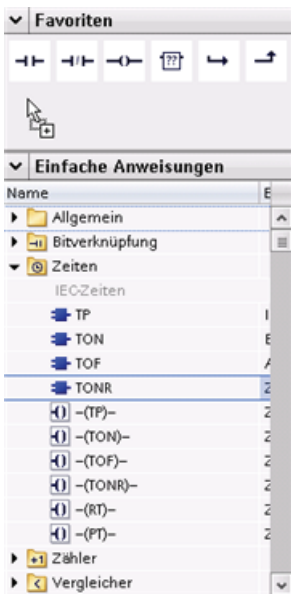 Favoriten
??
Einfache Anweisungen
Name E
Allgemein
Bitverknüpfung
Zeiten
IEC-Zeiten
TP I
TON E
TOF A
TONR Z
–(TP)– Z
–(TON)– Z
–(TOF)– Z
–(TONR)– Z
–(RT)– Z
–(PT)– Z
+1 Zähler
Vergleicher